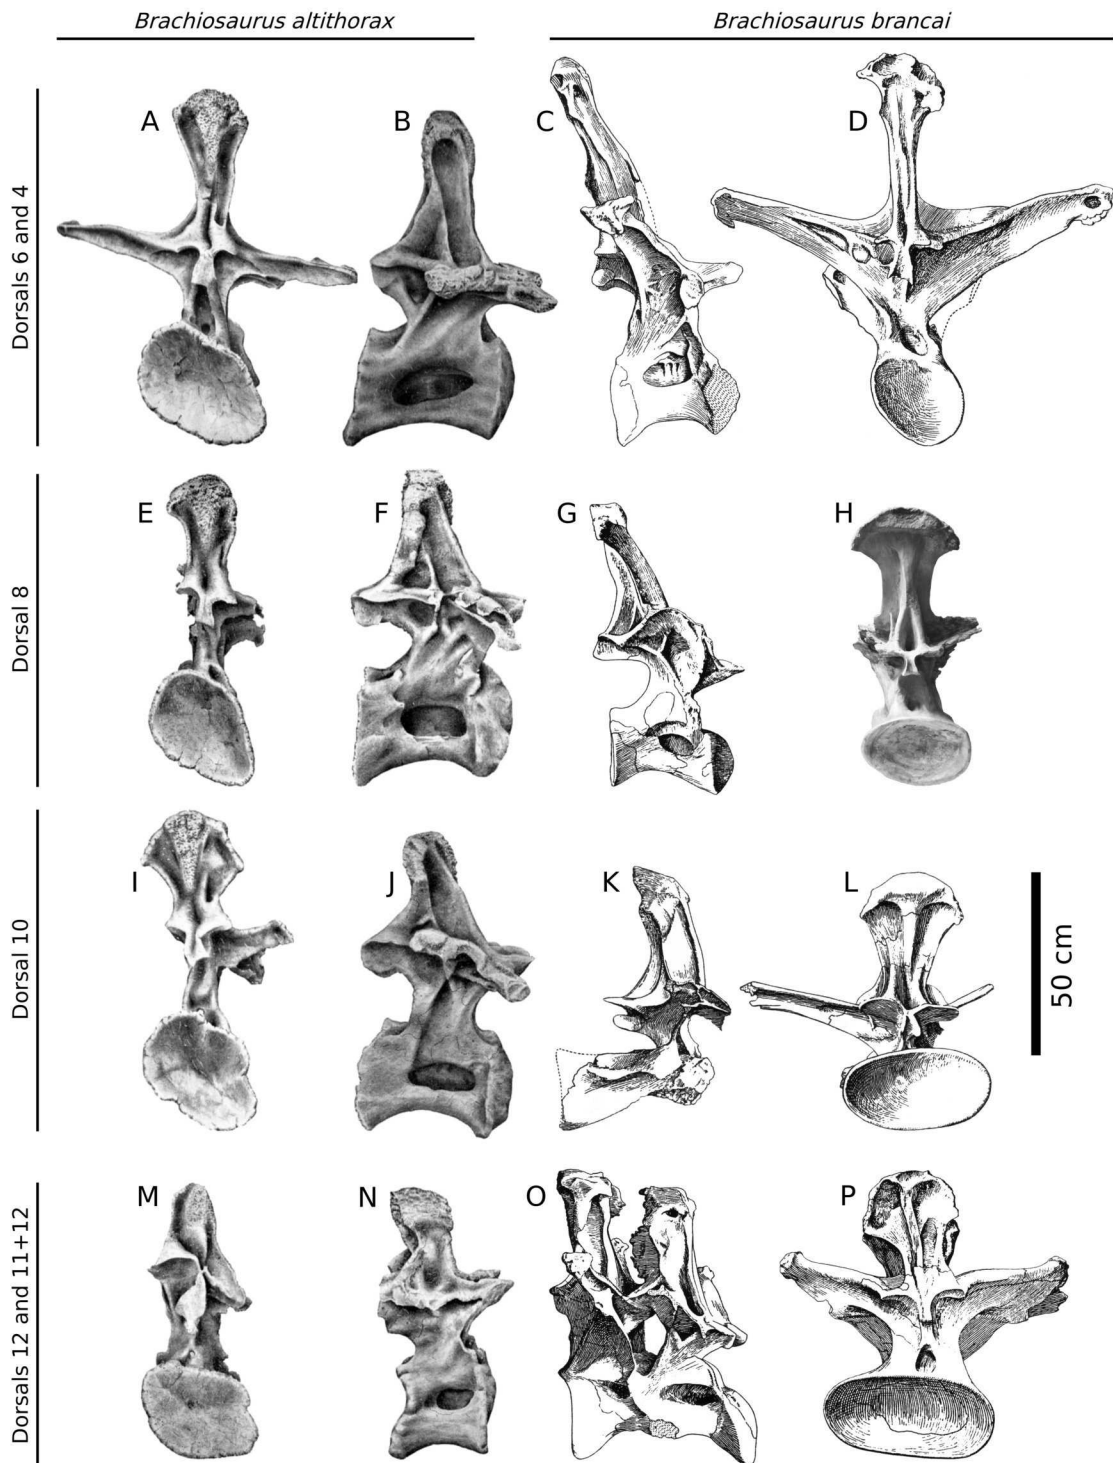 Brachiosaurus altithorax
Brachiosaurus brancai
Dorsals 6 and 4
A
B
C
D
Dorsal 8
E
F
G
H
Dorsal 10
I
J
K
L
50 cm
Dorsals 12 and 11+12
M
N
O
P